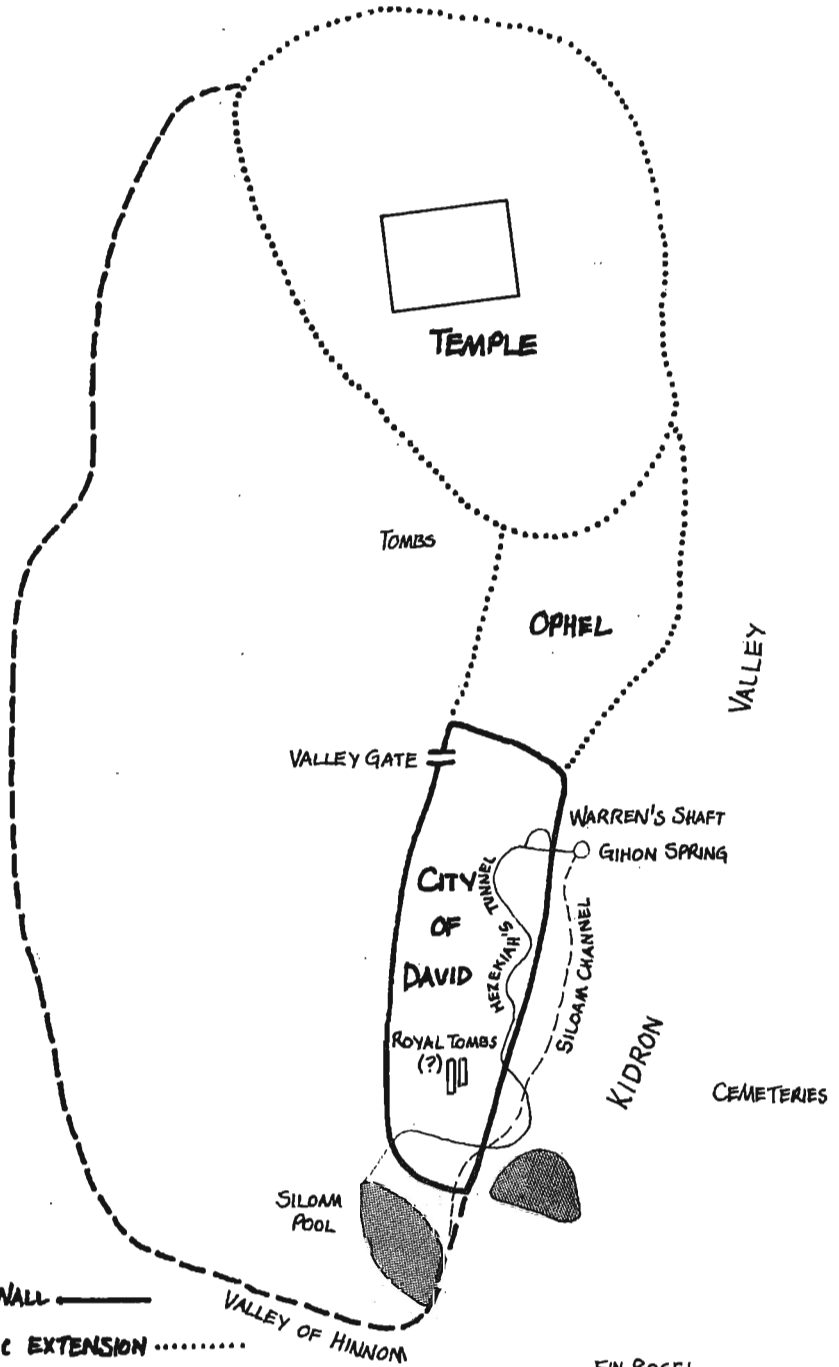 TEMPLE
TOMBS
OPHEL
VALLEY
VALLEY GATE
WARREN'S SHAFT
GIHON SPRING
CITY
OF
DAVID
HEZEKIAH'S TUNNEL
SILOAM CHANNEL
ROYAL TOMBS
(?)
KIDRON
CEMETERIES
SILOAM
POOL
WALL
VALLEY OF HINNOM
C EXTENSION